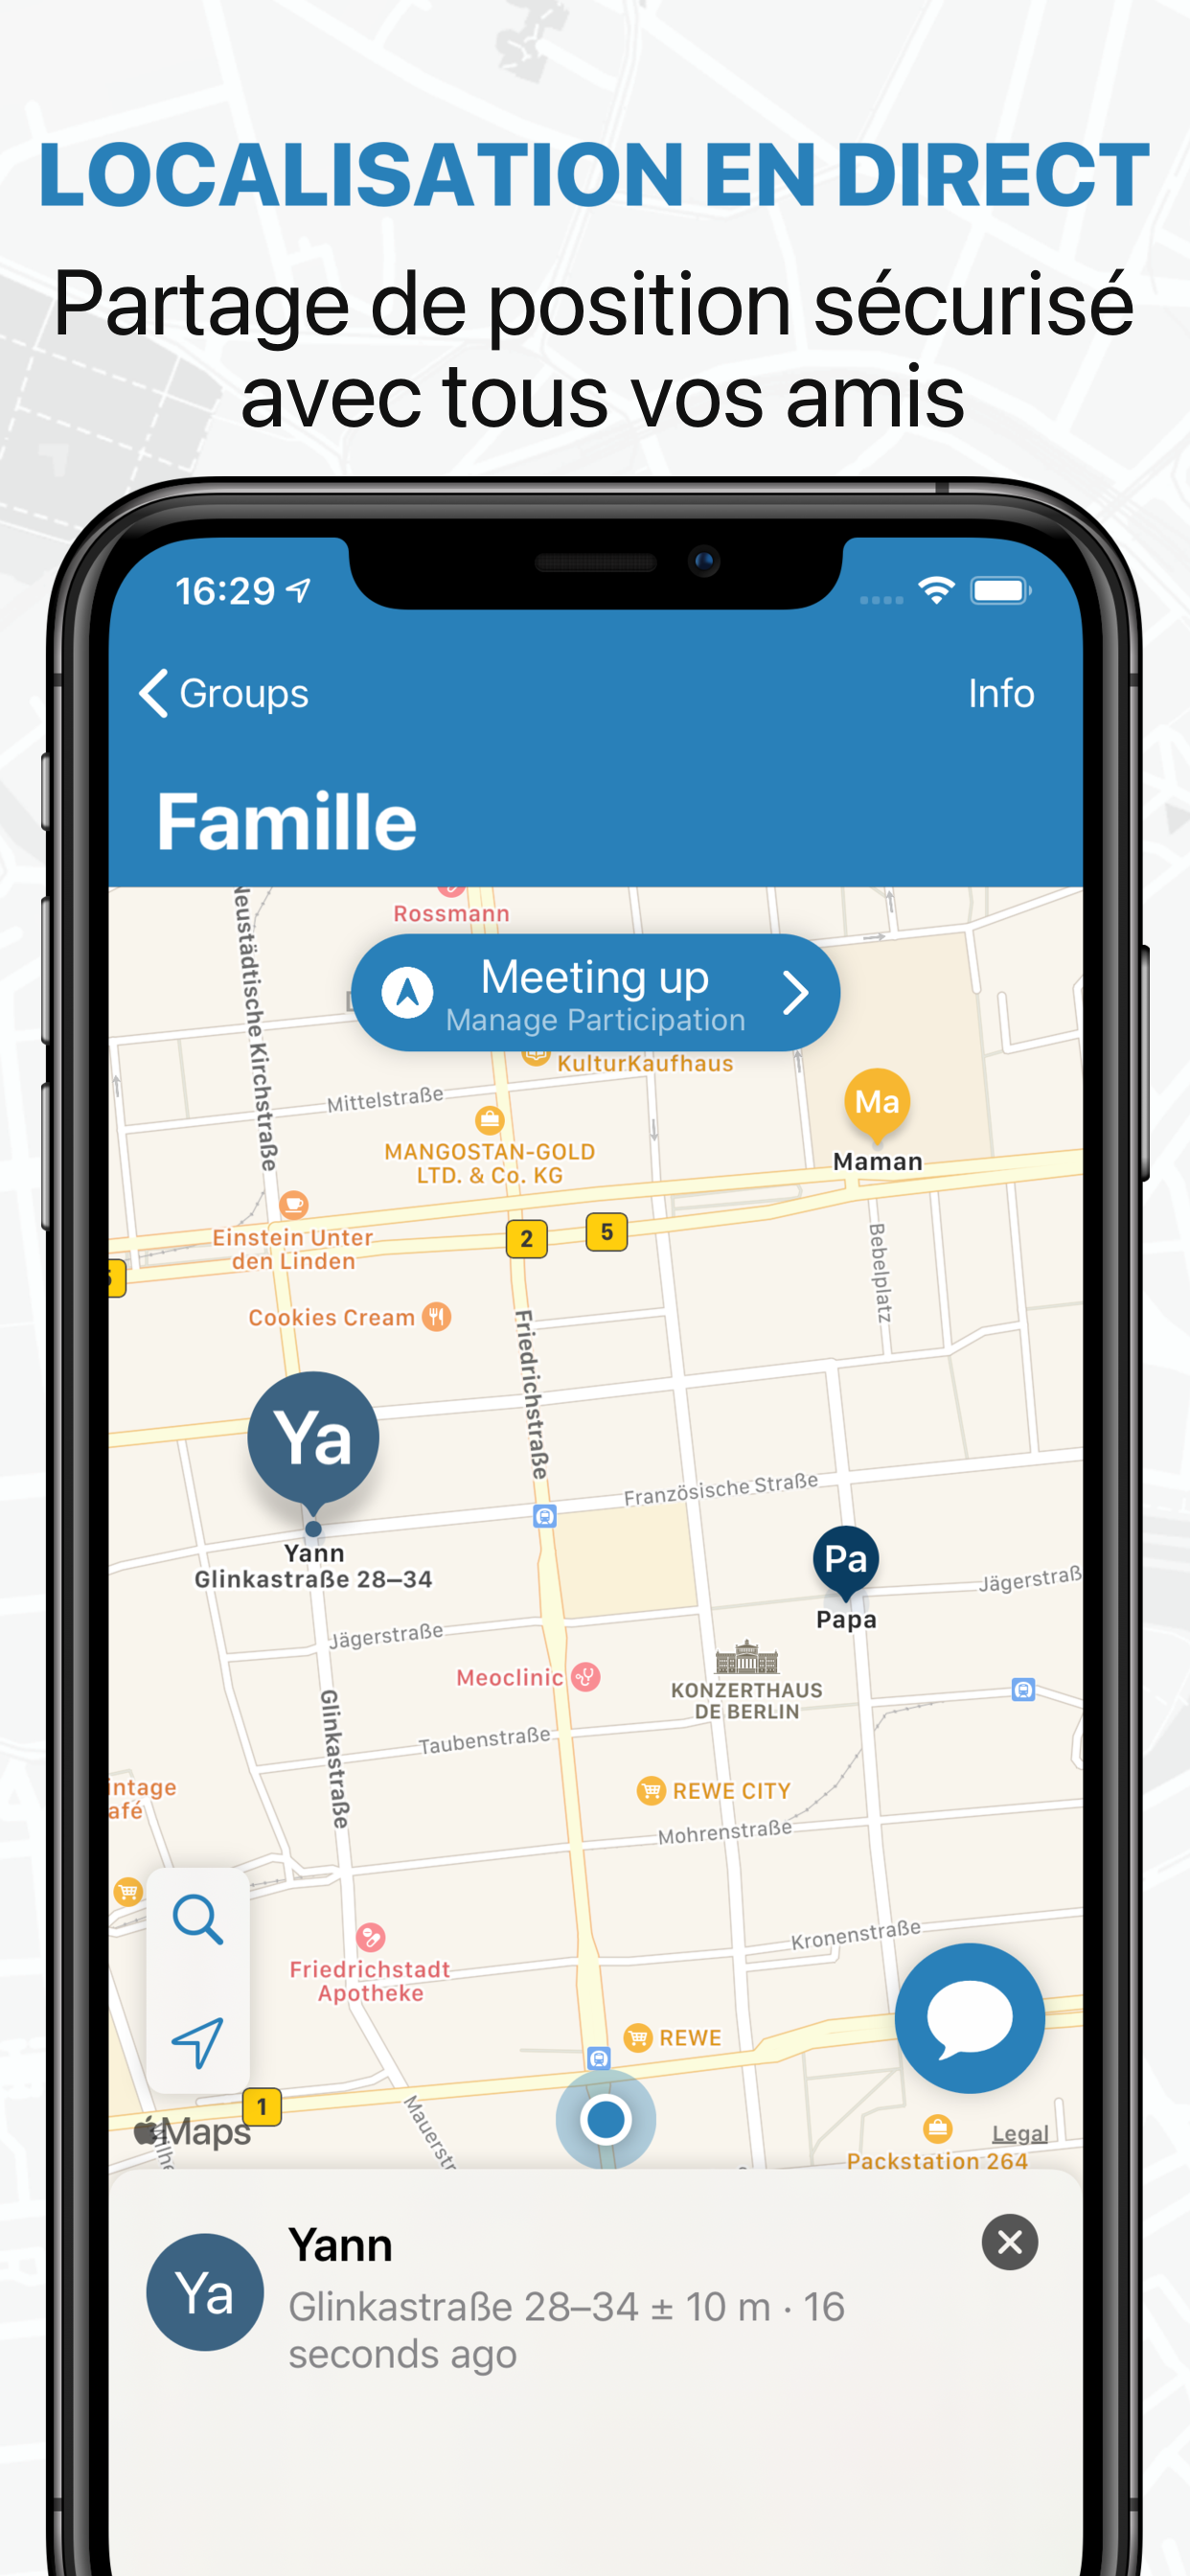 LOCALISATION EN DIRECT
Partage de position sécurisé
avec tous vos amis
16:29
Groups
Info
Famille
Neustädtische Kirchstraße
Rossmann
Meeting up
Manage Participation
KulturKaufhaus
Mittelstraße
Ma
Maman
MANGOSTAN-GOLD
LTD. & Co. KG
Einstein Unter
den Linden
2
5
5
Bebelplatz
Cookies Cream
Friedrichstraße
Ya
Französische Straße
Yann
Glinkastraße 28–34
Pa
Papa
Jägerstraß
Jägerstraße
Meoclinic
KONZERTHAUS
DE BERLIN
Glinkastraße
Taubenstraße
intage
afé
REWE CITY
Mohrenstraße
Kronenstraße
Friedrichstadt
Apotheke
REWE
1
Maps
Mauerstr
Legal
Packstation 264
Ya
Yann
Glinkastraße 28–34 ± 10 m · 16
seconds ago